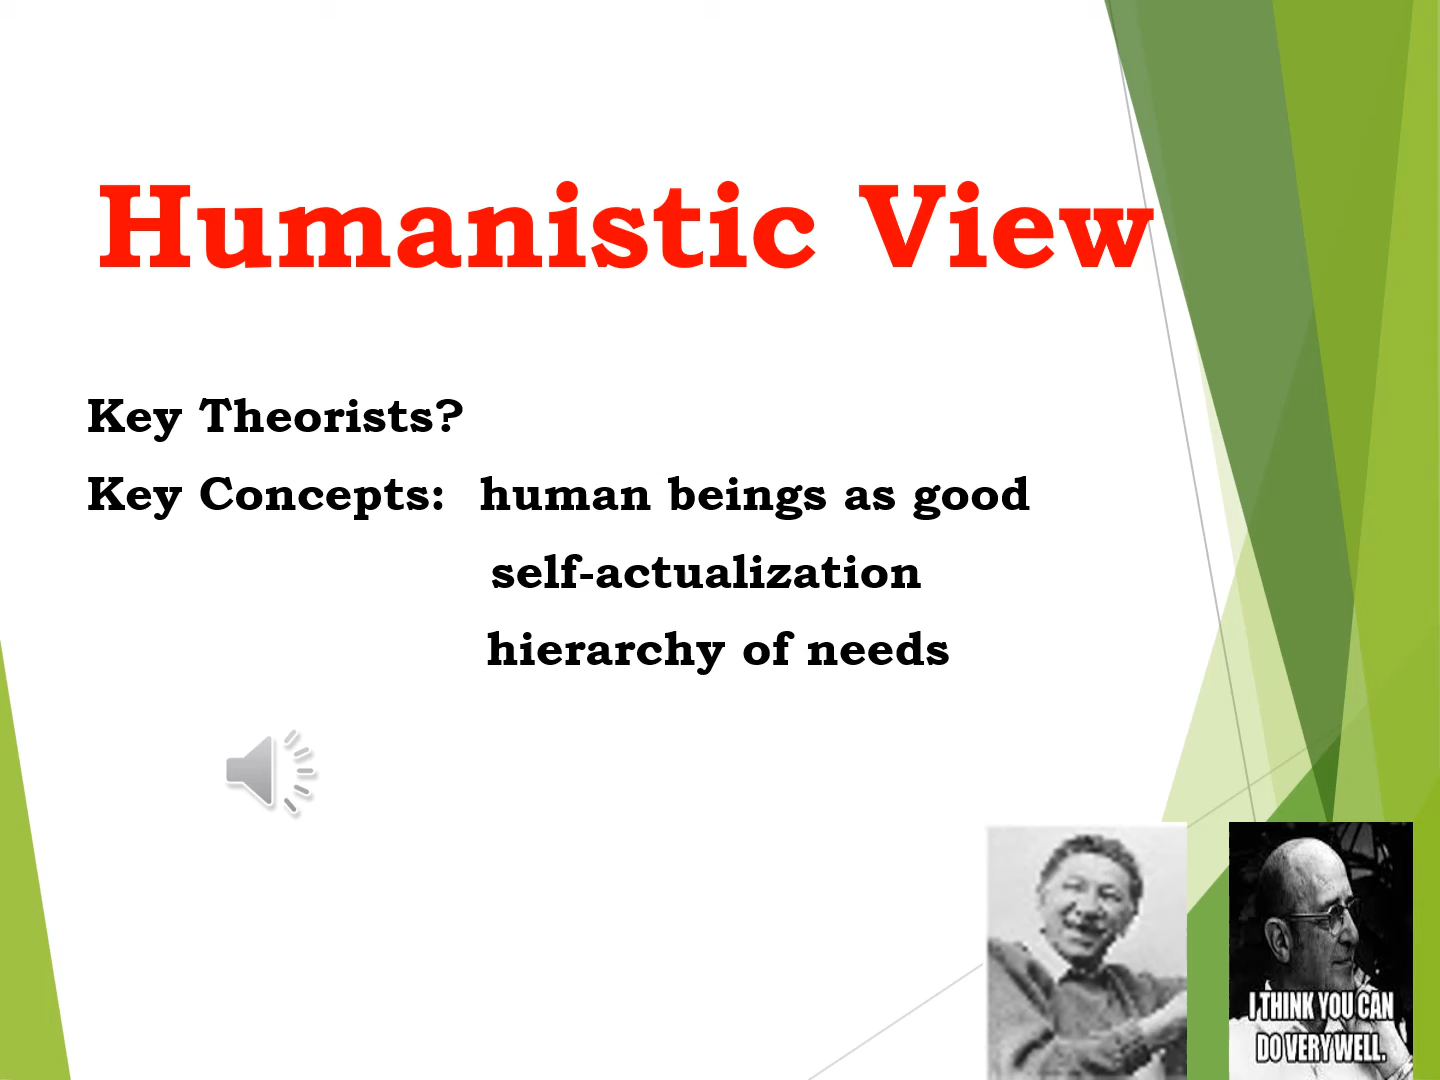 Humanistic View
Key Theorists?
Key Concepts: human beings as good
self-actualization
hierarchy of needs
I THINK YOU CAN
DO VERY WELL.